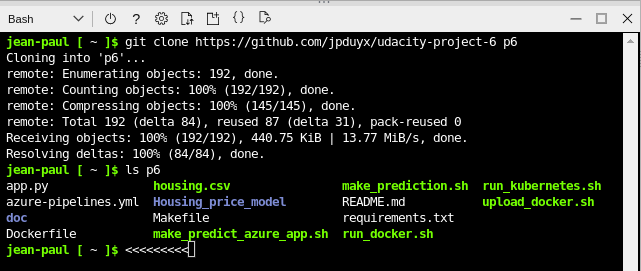 Bash
jean-paul [ ~ ]$ git clone https://github.com/jpduyx/udacity-project-6 p6
Cloning into 'p6'...
remote: Enumerating objects: 192, done.
remote: Counting objects: 100% (192/192), done.
remote: Compressing objects: 100% (145/145), done.
remote: Total 192 (delta 84), reused 87 (delta 31), pack-reused 0
Receiving objects: 100% (192/192), 440.75 KiB | 13.77 MiB/s, done.
Resolving deltas: 100% (84/84), done.
jean-paul [ ~ ]$ ls p6
app.py housing.csv make_prediction.sh run_kubernetes.sh
azure-pipelines.yml Housing_price_model README.md upload_docker.sh
doc Makefile requirements.txt
Dockerfile make_predict_azure_app.sh run_docker.sh
jean-paul [ ~ ]$ <<<<<<<<<